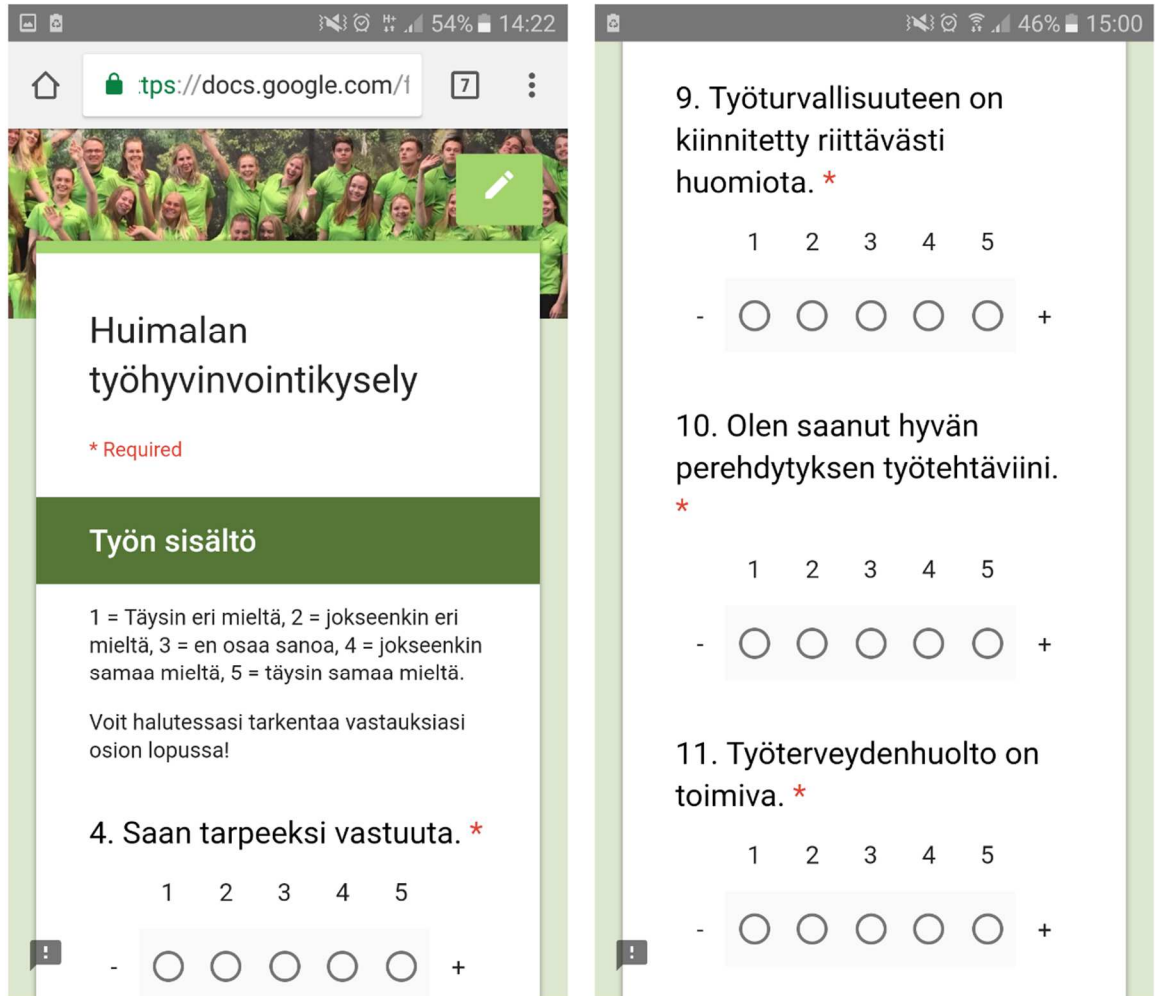 54% 14:22
:tps://docs.google.com/f
7
Huimalan
työhyvinvointikysely
* Required
Työn sisältö
1 = Täysin eri mieltä, 2 = jokseenkin eri
mieltä, 3 = en osaa sanoa, 4 = jokseenkin
samaa mieltä, 5 = täysin samaa mieltä.
Voit halutessasi tarkentaa vastauksiasi
osion lopussa!
4. Saan tarpeeksi vastuuta. *
1 2 3 4 5
- +
46% 15:00
9. Työturvallisuuteen on
kiinnitetty riittävästi
huomiota. *
1 2 3 4 5
- +
10. Olen saanut hyvän
perehdytyksen työtehtäviini.
*
1 2 3 4 5
- +
11. Työterveydenhuolto on
toimiva. *
1 2 3 4 5
- +